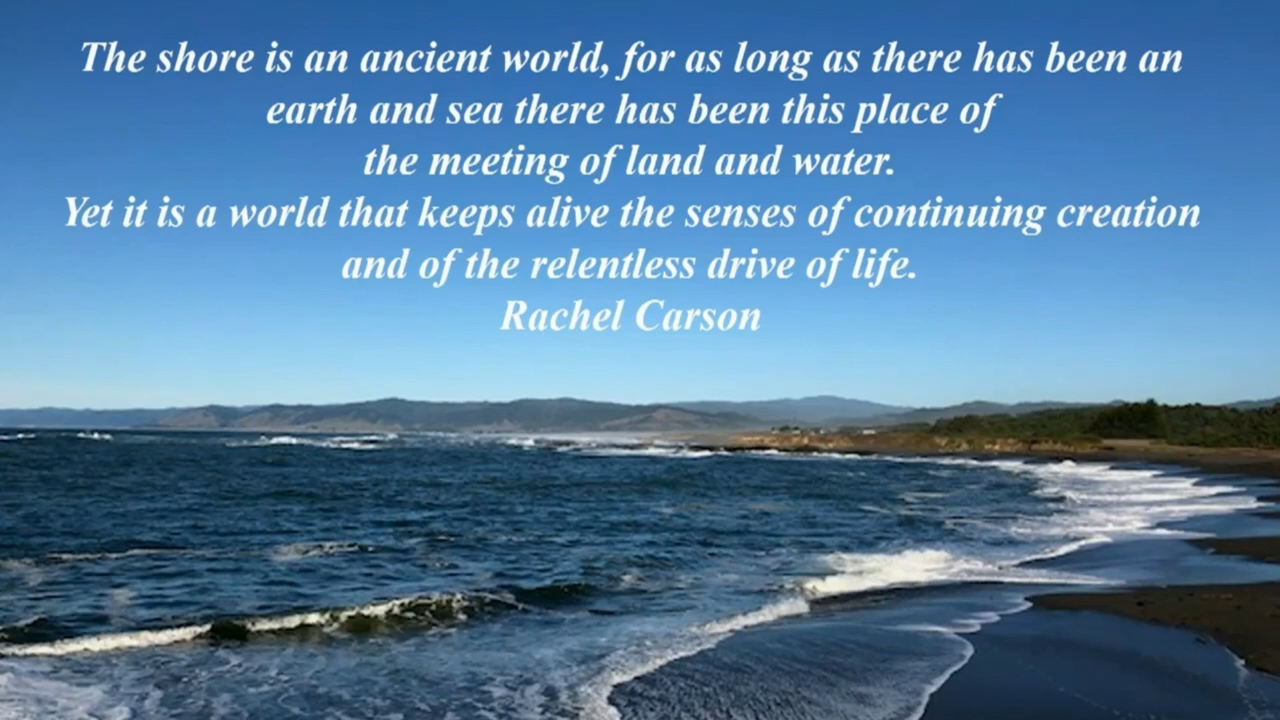 The shore is an ancient world, for as long as there has been an
earth and sea there has been this place of
the meeting of land and water.
Yet it is a world that keeps alive the senses of continuing creation
and of the relentless drive of life.
Rachel Carson